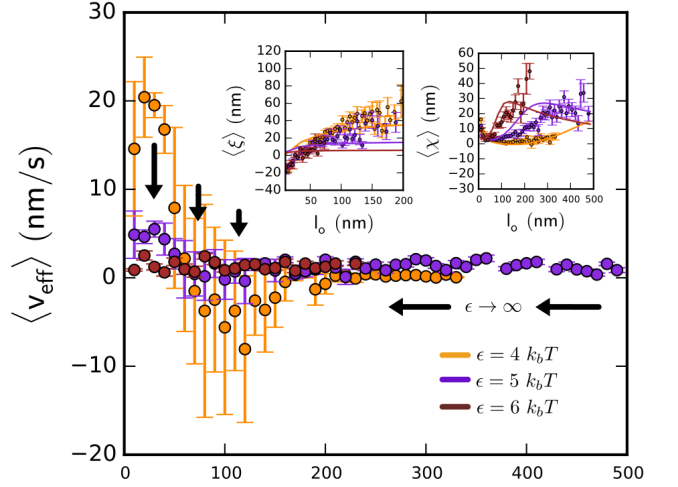 30
20
10
0
−10
−20
⟨v_eff⟩ (nm/s)
0 100 200 300 400 500
120
100
80
60
40
20
0
−20
−40
⟨ξ⟩ (nm)
50 100 150 200
l_o (nm)
60
50
40
30
20
10
0
10
20
30
⟨χ⟩ (nm)
0 100 200 300 400 500
l_o (nm)
ϵ → ∞
ϵ = 4 k_bT
ϵ = 5 k_bT
ϵ = 6 k_bT